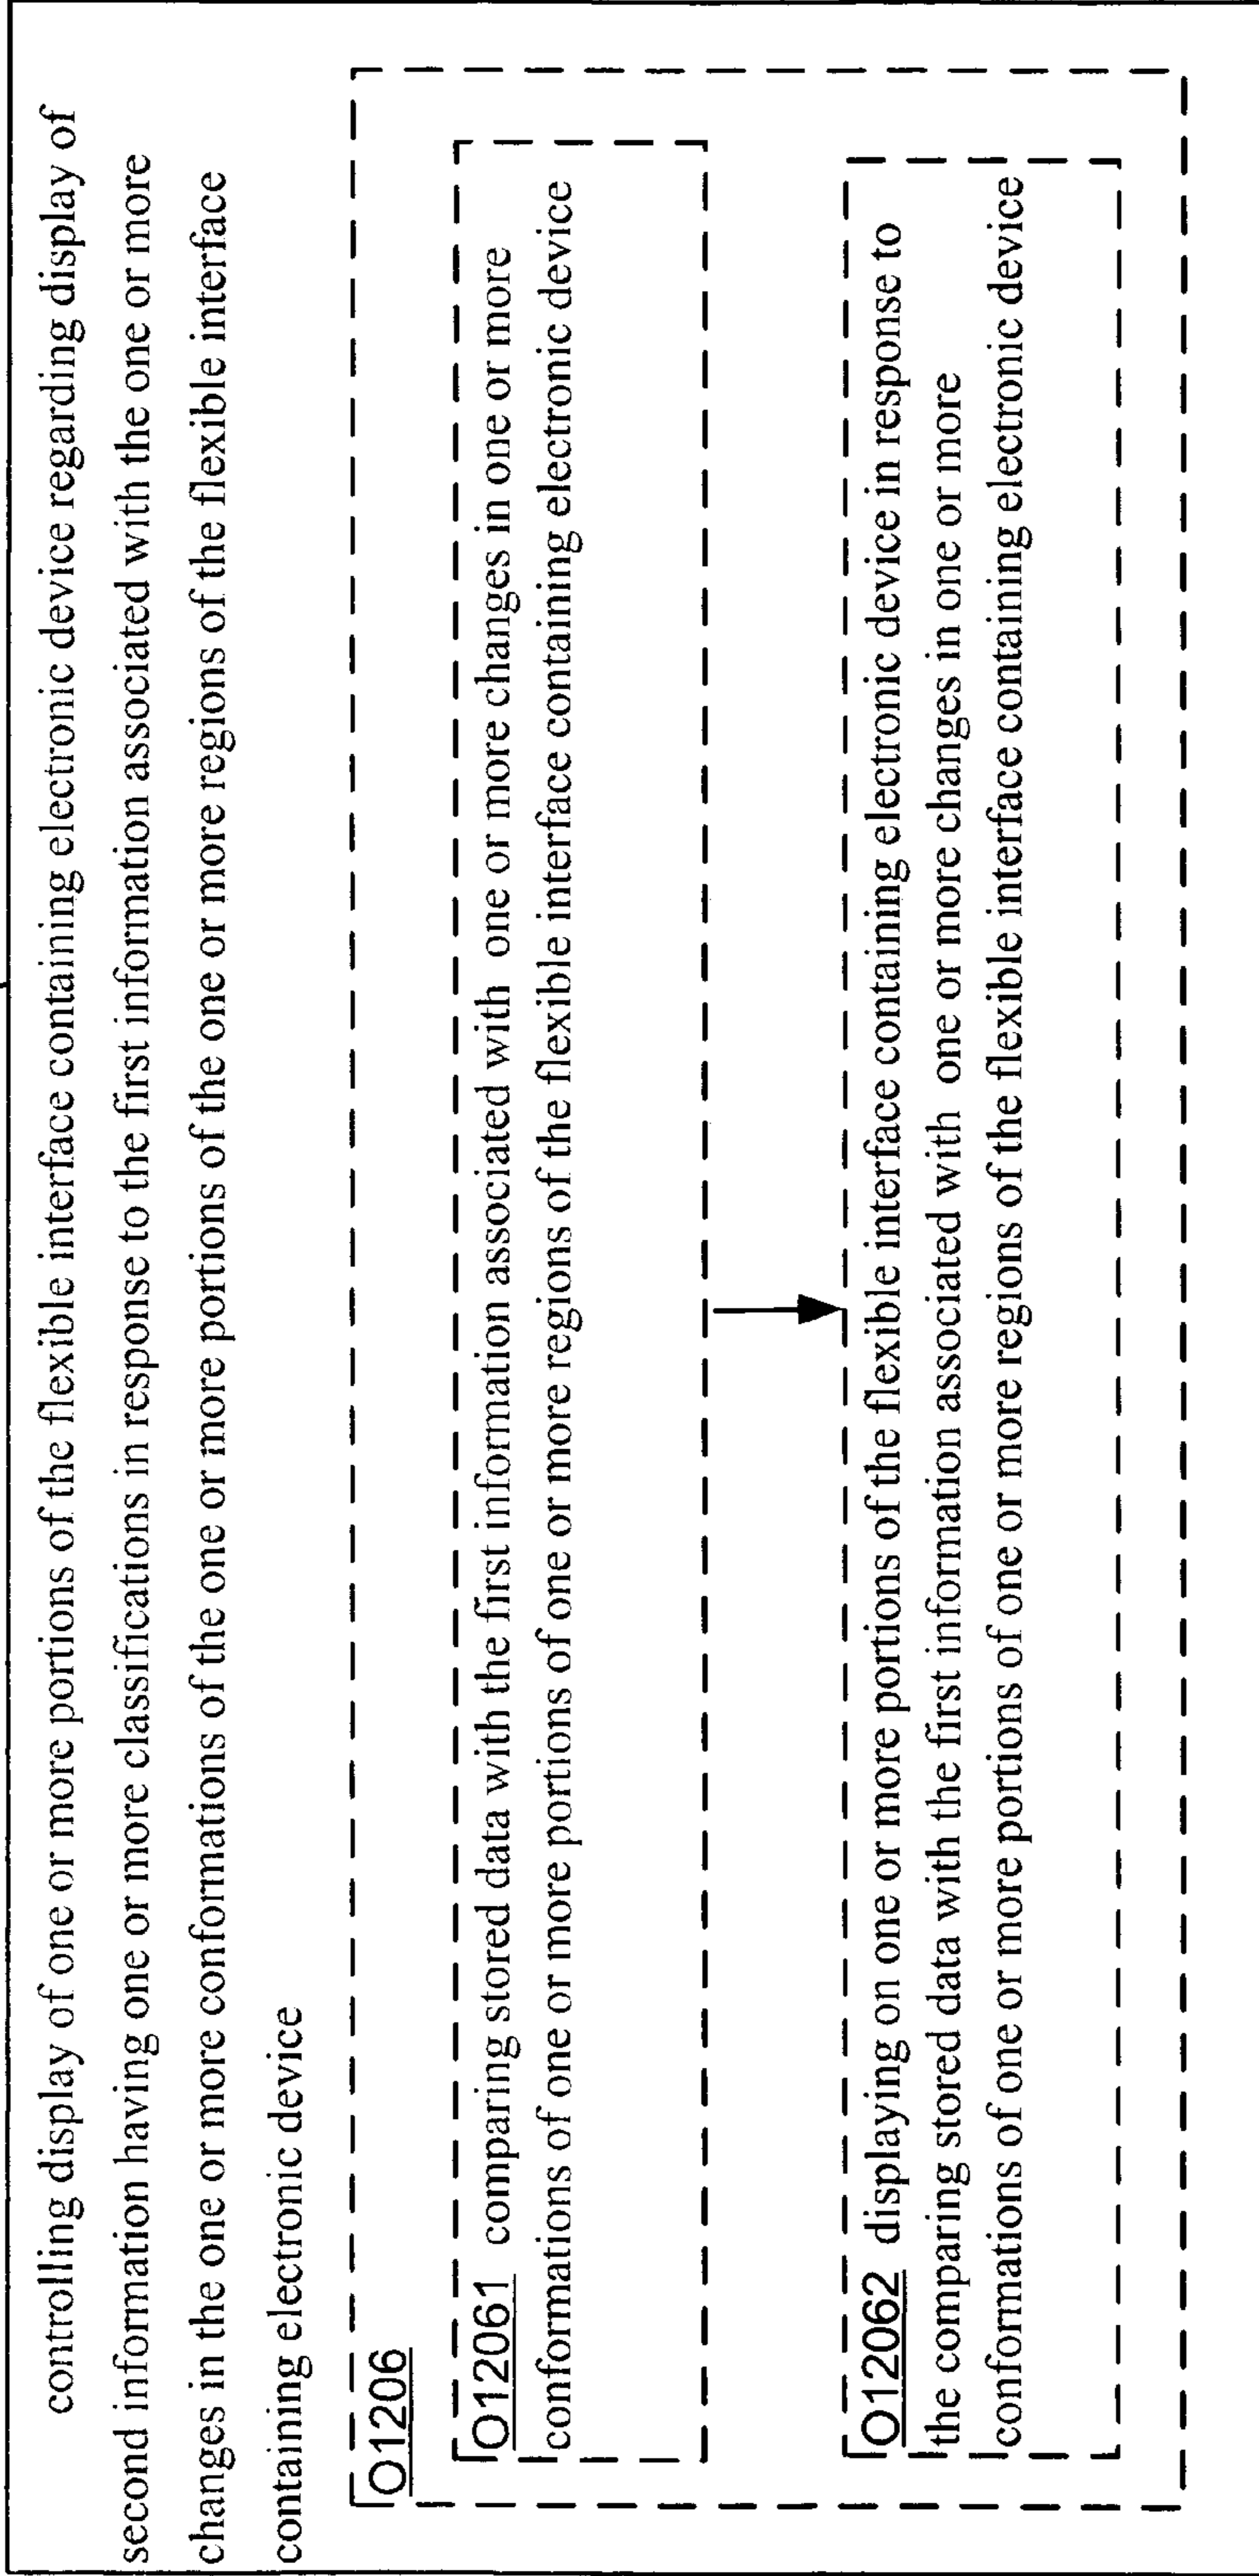 controlling display of one or more portions of the flexible interface containing electronic device regarding display of
second information having one or more classifications in response to the first information associated with the one or more
changes in the one or more conformations of the one or more portions of the one or more regions of the flexible interface
containing electronic device
O1206
O12061 comparing stored data with the first information associated with one or more changes in one or more
conformations of one or more portions of one or more regions of the flexible interface containing electronic device
O12062 displaying on one or more portions of the flexible interface containing electronic device in response to
the comparing stored data with the first information associated with one or more changes in one or more
conformations of one or more portions of one or more regions of the flexible interface containing electronic device